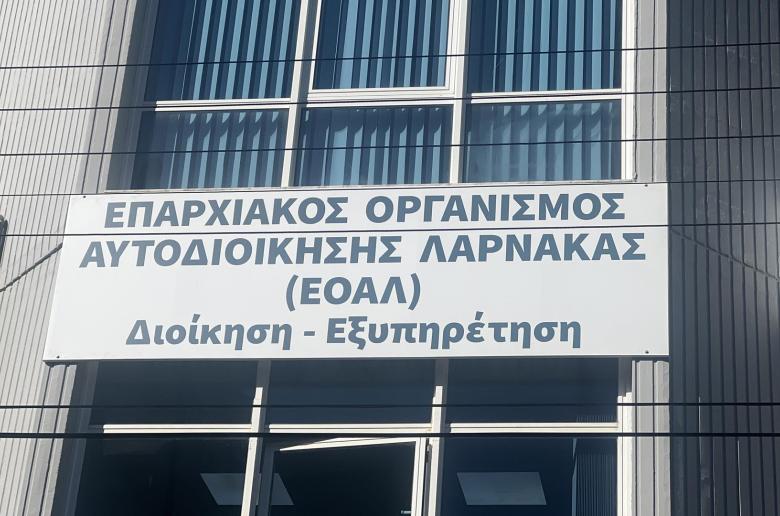 ΕΠΑΡΧΙΑΚΟΣ ΟΡΓΑΝΙΣΜΟΣ
ΑΥΤΟΔΙΟΙΚΗΣΗΣ ΛΑΡΝΑΚΑΣ
(ΕΟΑΛ)
Διοίκηση - Εξυπηρέτηση